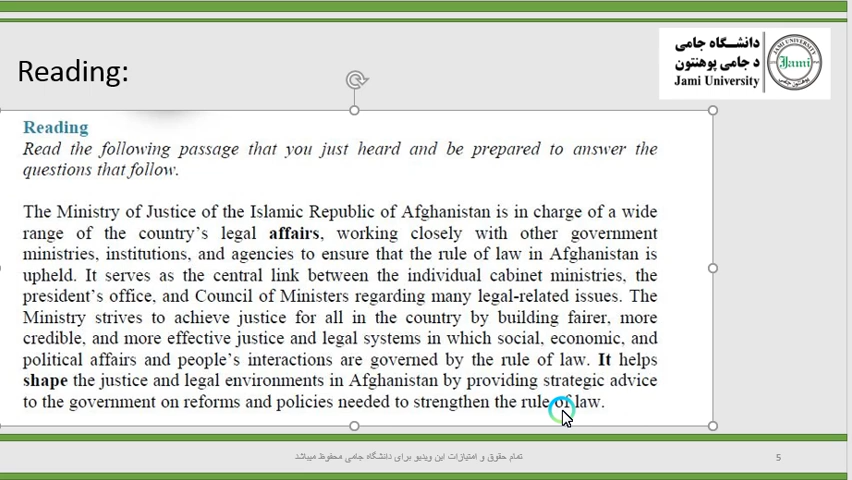 Reading:
دانشگاه جامی
د جامی پوهنتون
Jami University
JAMI UNIVERSITY
Jami
Reading
Read the following passage that you just heard and be prepared to answer the
questions that follow.
The Ministry of Justice of the Islamic Republic of Afghanistan is in charge of a wide
range of the country's legal affairs, working closely with other government
ministries, institutions, and agencies to ensure that the rule of law in Afghanistan is
upheld. It serves as the central link between the individual cabinet ministries, the
president's office, and Council of Ministers regarding many legal-related issues. The
Ministry strives to achieve justice for all in the country by building fairer, more
credible, and more effective justice and legal systems in which social, economic, and
political affairs and people's interactions are governed by the rule of law. It helps
shape the justice and legal environments in Afghanistan by providing strategic advice
to the government on reforms and policies needed to strengthen the rule of law.
تمام حقوق و امتیازات این ویدیو برای دانشگاه جامی محفوظ میباشد
5